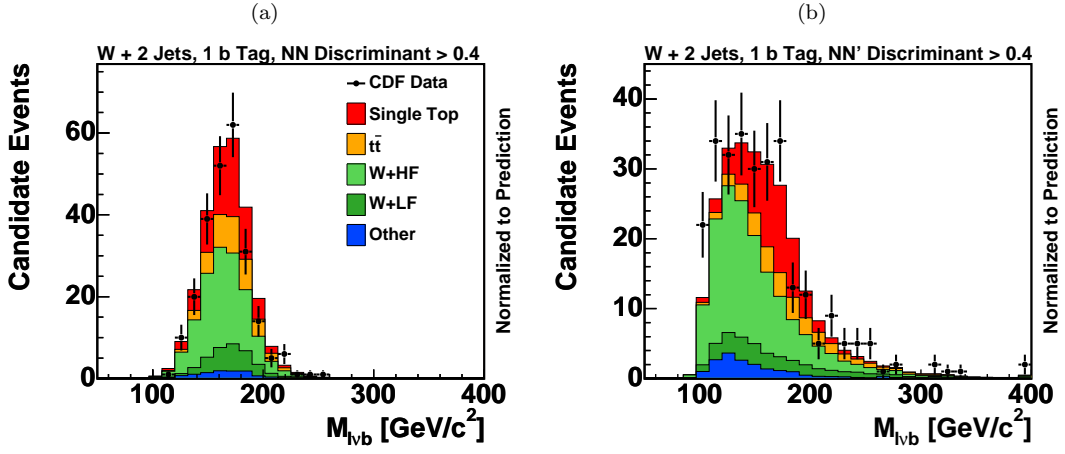 (a)
W + 2 Jets, 1 b Tag, NN Discriminant > 0.4
Candidate Events
60
40
20
0
100 200 300 400
M_lνb [GeV/c²]
CDF Data
Single Top
tt̄
W+HF
W+LF
Other
Normalized to Prediction
(b)
W + 2 Jets, 1 b Tag, NN' Discriminant > 0.4
Candidate Events
40
30
20
10
0
100 200 300 400
M_lνb [GeV/c²]
Normalized to Prediction